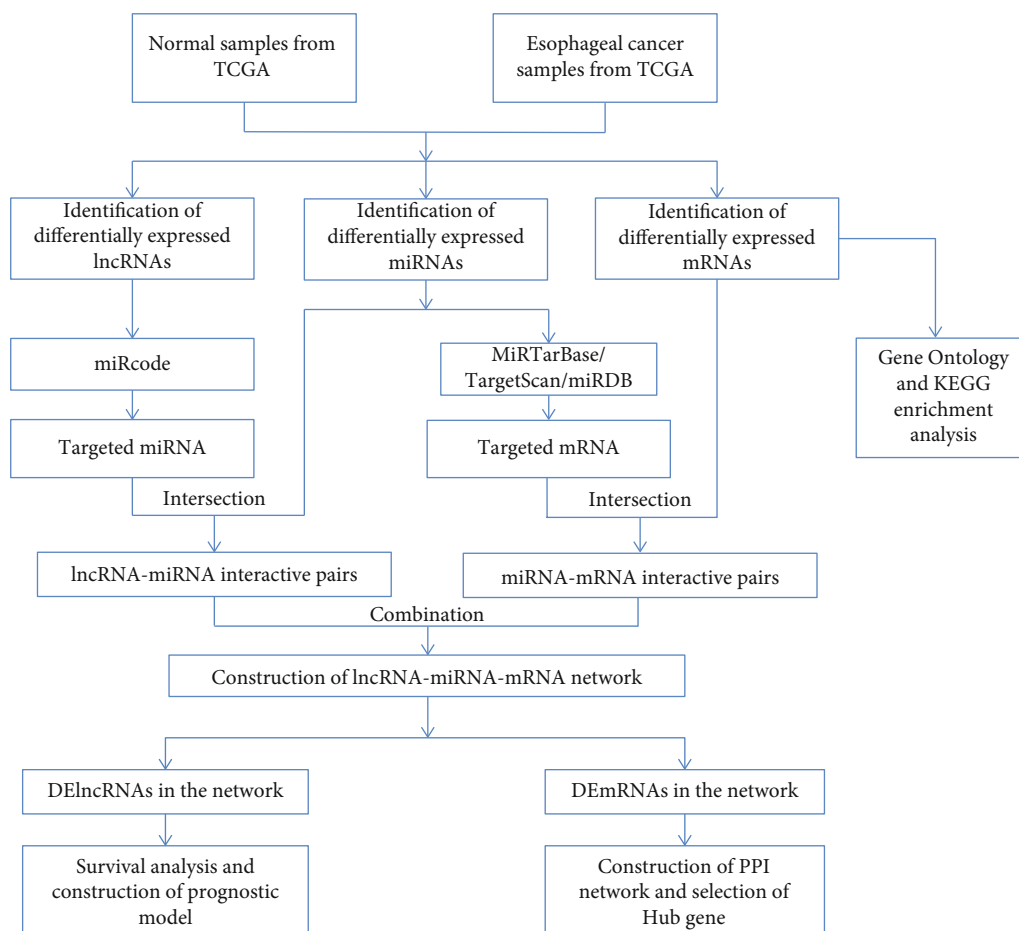 Normal samples from
TCGA
Esophageal cancer
samples from TCGA
Identification of
differentially expressed
lncRNAs
Identification of
differentially expressed
miRNAs
Identification of
differentially expressed
mRNAs
miRcode
MiRTarBase/
TargetScan/miRDB
Gene Ontology
and KEGG
enrichment
analysis
Targeted miRNA
Targeted mRNA
Intersection
Intersection
lncRNA-miRNA interactive pairs
miRNA-mRNA interactive pairs
Combination
Construction of lncRNA-miRNA-mRNA network
DElncRNAs in the network
DEmRNAs in the network
Survival analysis and
construction of prognostic
model
Construction of PPI
network and selection of
Hub gene